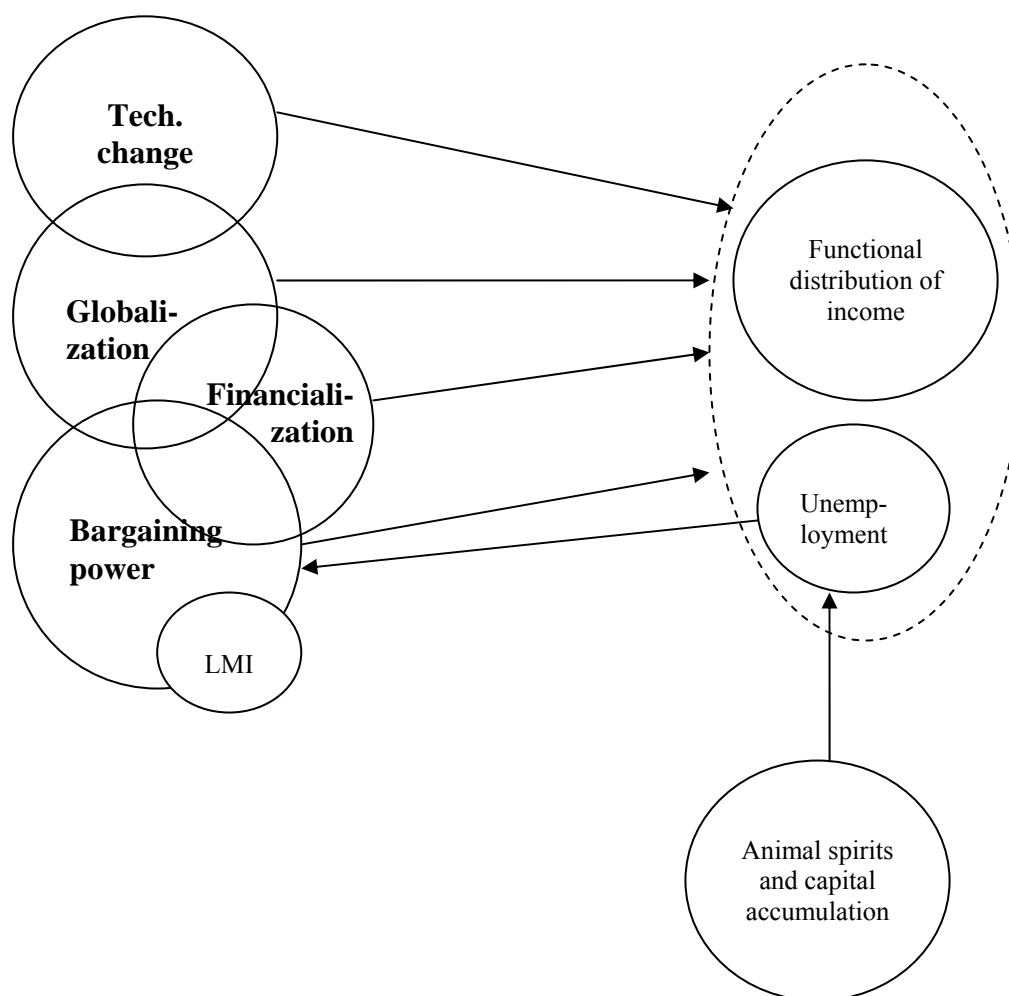 Tech.
change
Globali-
zation
Financiali-
zation
Bargaining
power
LMI
Functional
distribution of
income
Unemp-
loyment
Animal spirits
and capital
accumulation